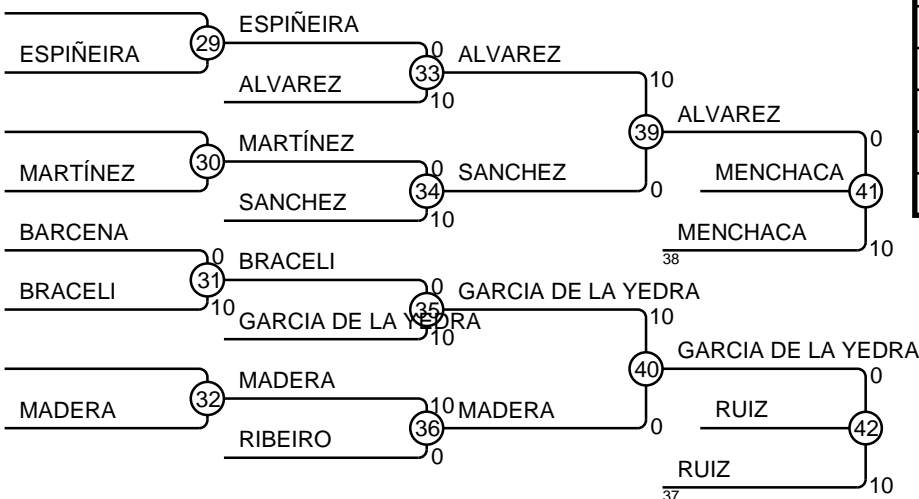 ESPIÑEIRA
29
ESPIÑEIRA
0
33
ALVAREZ
10
ALVAREZ
10
39
ALVAREZ
0
MARTÍNEZ
30
MARTÍNEZ
0
34
SANCHEZ
10
SANCHEZ
0
MENCHACA
41
MENCHACA
38
10
BARCENA
0
31
BRACELI
10
BRACELI
0
35
GARCIA DE LA YEDRA
10
GARCIA DE LA YEDRA
10
40
GARCIA DE LA YEDRA
0
MADERA
32
MADERA
10
36
RIBEIRO
0
MADERA
0
RUIZ
42
RUIZ
37
10